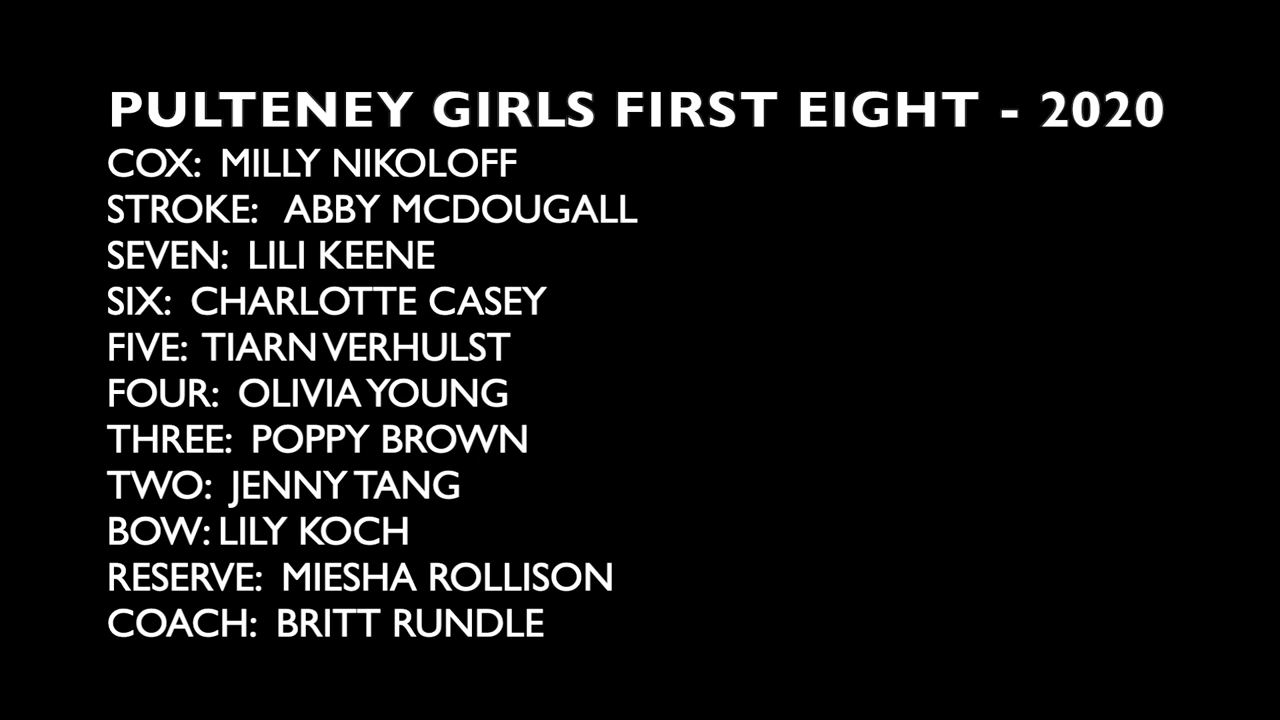 PULTENEY GIRLS FIRST EIGHT - 2020
COX: MILLY NIKOLOFF
STROKE: ABBY MCDOUGALL
SEVEN: LILI KEENE
SIX: CHARLOTTE CASEY
FIVE: TIARN VERHULST
FOUR: OLIVIA YOUNG
THREE: POPPY BROWN
TWO: JENNY TANG
BOW: LILY KOCH
RESERVE: MIESHA ROLLISON
COACH: BRITT RUNDLE